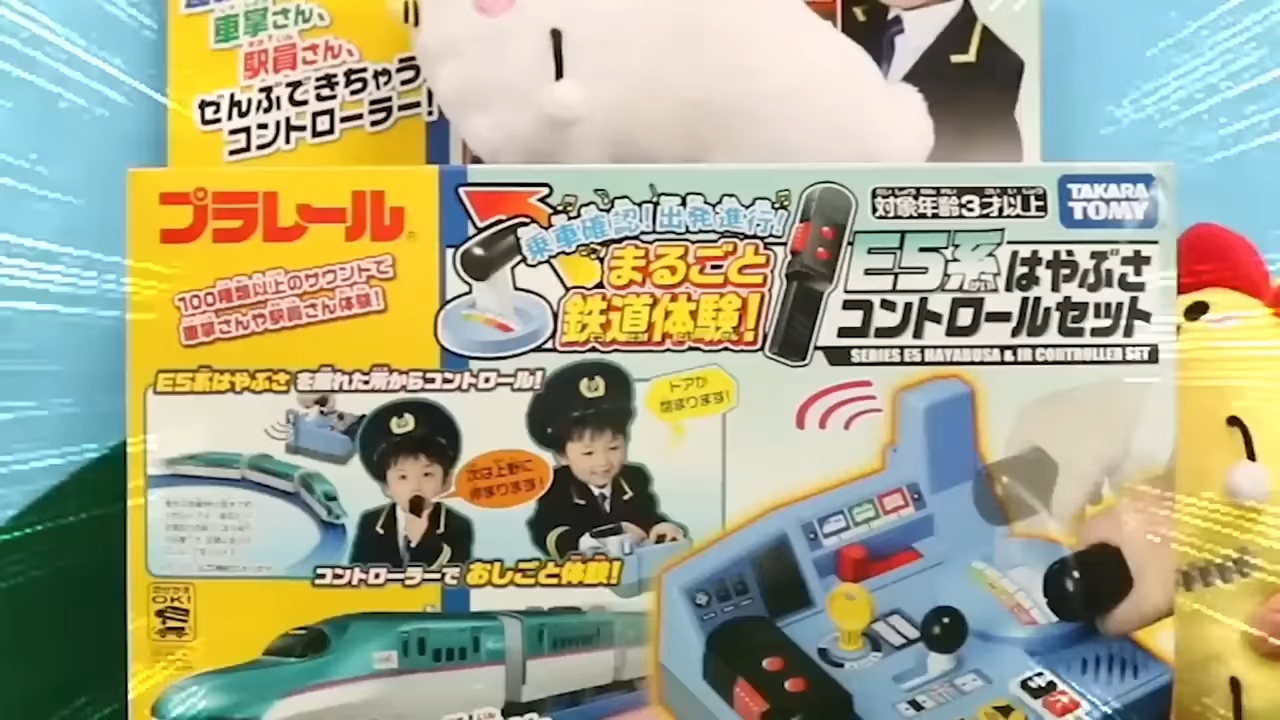 車掌さん、
駅員さん、
ぜんぶできちゃう
コントローラー!
プラレール
100種類以上のサウンドで
車掌さんや駅員さん体験!
乗車確認!出発進行!
まるごと
鉄道体験!
対象年齢3才以上
TAKARA
TOMY
E5系はやぶさ
コントロールセット
SERIES E5 HAYABUSA & JR CONTROLLER SET
E5系はやぶさ を離れた所からコントロール!
ドアが
閉まります!
次は上野に
停まります!
コントローラーで おしごと体験!
OK!